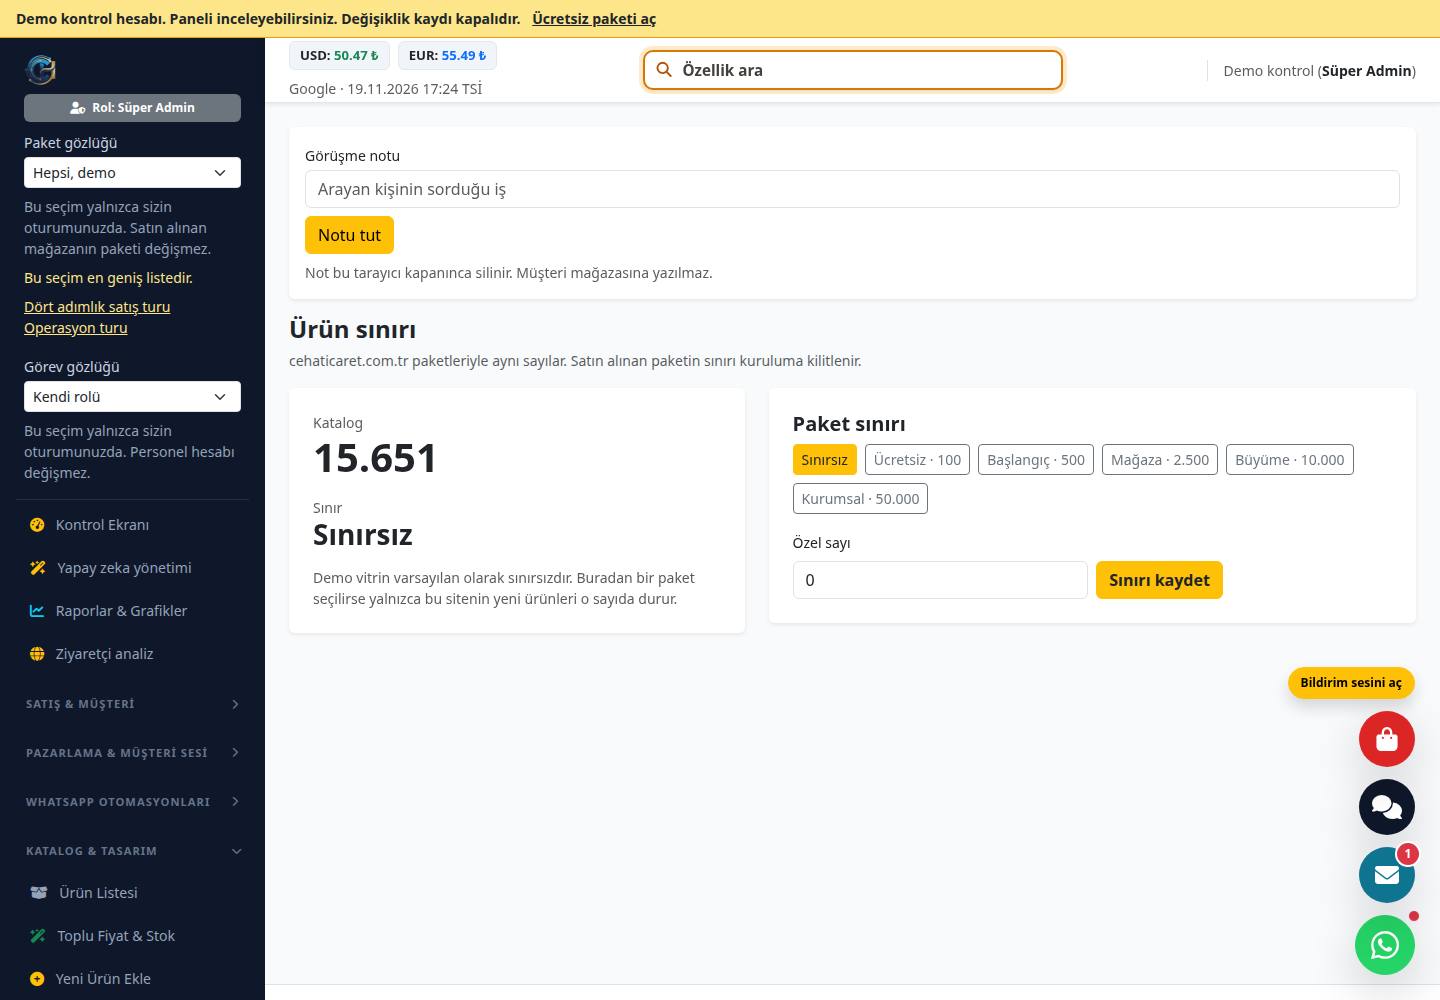 Demo kontrol hesabı. Paneli inceleyebilirsiniz. Değişiklik kaydı kapalıdır. Ücretsiz paketi aç
Rol: Süper Admin
Paket gözlüğü
Hepsi, demo
Bu seçim yalnızca sizin
oturumunuzda. Satın alınan
mağazanın paketi değişmez.
Bu seçim en geniş listedir.
Dört adımlık satış turu
Operasyon turu
Görev gözlüğü
Kendi rolü
Bu seçim yalnızca sizin
oturumunuzda. Personel hesabı
değişmez.
Kontrol Ekranı
Yapay zeka yönetimi
Raporlar & Grafikler
Ziyaretçi analiz
SATIŞ & MÜŞTERİ
PAZARLAMA & MÜŞTERİ SESİ
WHATSAPP OTOMASYONLARI
KATALOG & TASARIM
Ürün Listesi
Toplu Fiyat & Stok
Yeni Ürün Ekle
USD: 50.47 ₺ EUR: 55.49 ₺
Google · 19.11.2026 17:24 TSİ
Özellik ara
Demo kontrol (Süper Admin)
Görüşme notu
Arayan kişinin sorduğu iş
Notu tut
Not bu tarayıcı kapanınca silinir. Müşteri mağazasına yazılmaz.
Ürün sınırı
cehaticaret.com.tr paketleriyle aynı sayılar. Satın alınan paketin sınırı kuruluma kilitlenir.
Katalog
15.651
Sınır
Sınırsız
Demo vitrin varsayılan olarak sınırsızdır. Buradan bir paket
seçilirse yalnızca bu sitenin yeni ürünleri o sayıda durur.
Paket sınırı
Sınırsız Ücretsiz · 100 Başlangıç · 500 Mağaza · 2.500 Büyüme · 10.000
Kurumsal · 50.000
Özel sayı
0 Sınırı kaydet
Bildirim sesini aç
1